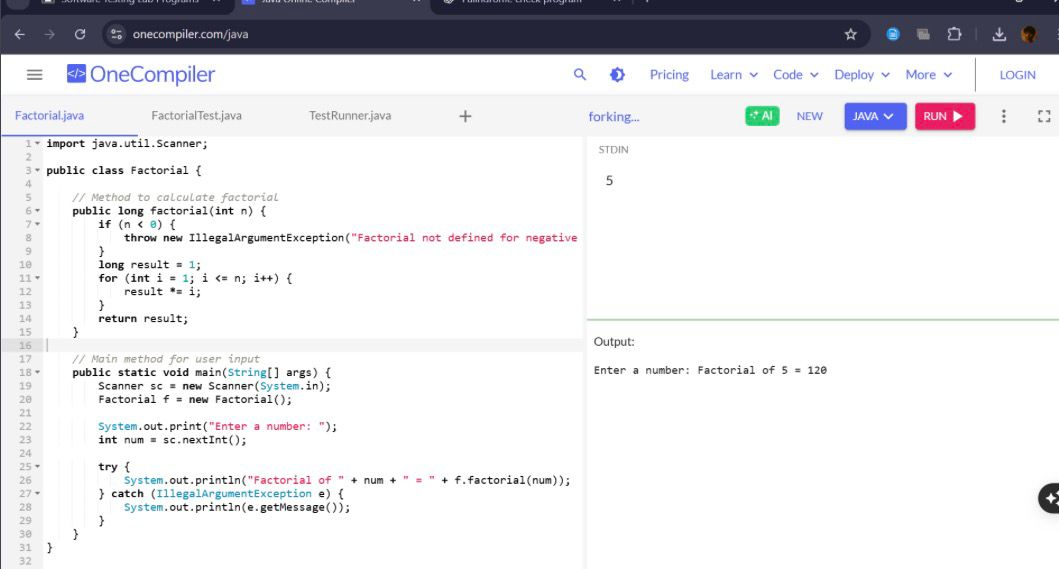 Software Testing Lab Programs
Java Online Compiler
Palindrome check program
onecompiler.com/java
OneCompiler
Pricing
Learn
Code
Deploy
More
LOGIN
Factorial.java
FactorialTest.java
TestRunner.java
+
forking...
AI
NEW
JAVA
RUN
1 import java.util.Scanner;
2
3 public class Factorial {
4
5 // Method to calculate factorial
6 public long factorial(int n) {
7 if (n < 0) {
8 throw new IllegalArgumentException("Factorial not defined for negative
9 }
10 long result = 1;
11 for (int i = 1; i <= n; i++) {
12 result *= i;
13 }
14 return result;
15 }
16
17 // Main method for user input
18 public static void main(String[] args) {
19 Scanner sc = new Scanner(System.in);
20 Factorial f = new Factorial();
21
22 System.out.print("Enter a number: ");
23 int num = sc.nextInt();
24
25 try {
26 System.out.println("Factorial of " + num + " = " + f.factorial(num));
27 } catch (IllegalArgumentException e) {
28 System.out.println(e.getMessage());
29 }
30 }
31 }
32
STDIN
5
Output:
Enter a number: Factorial of 5 = 120